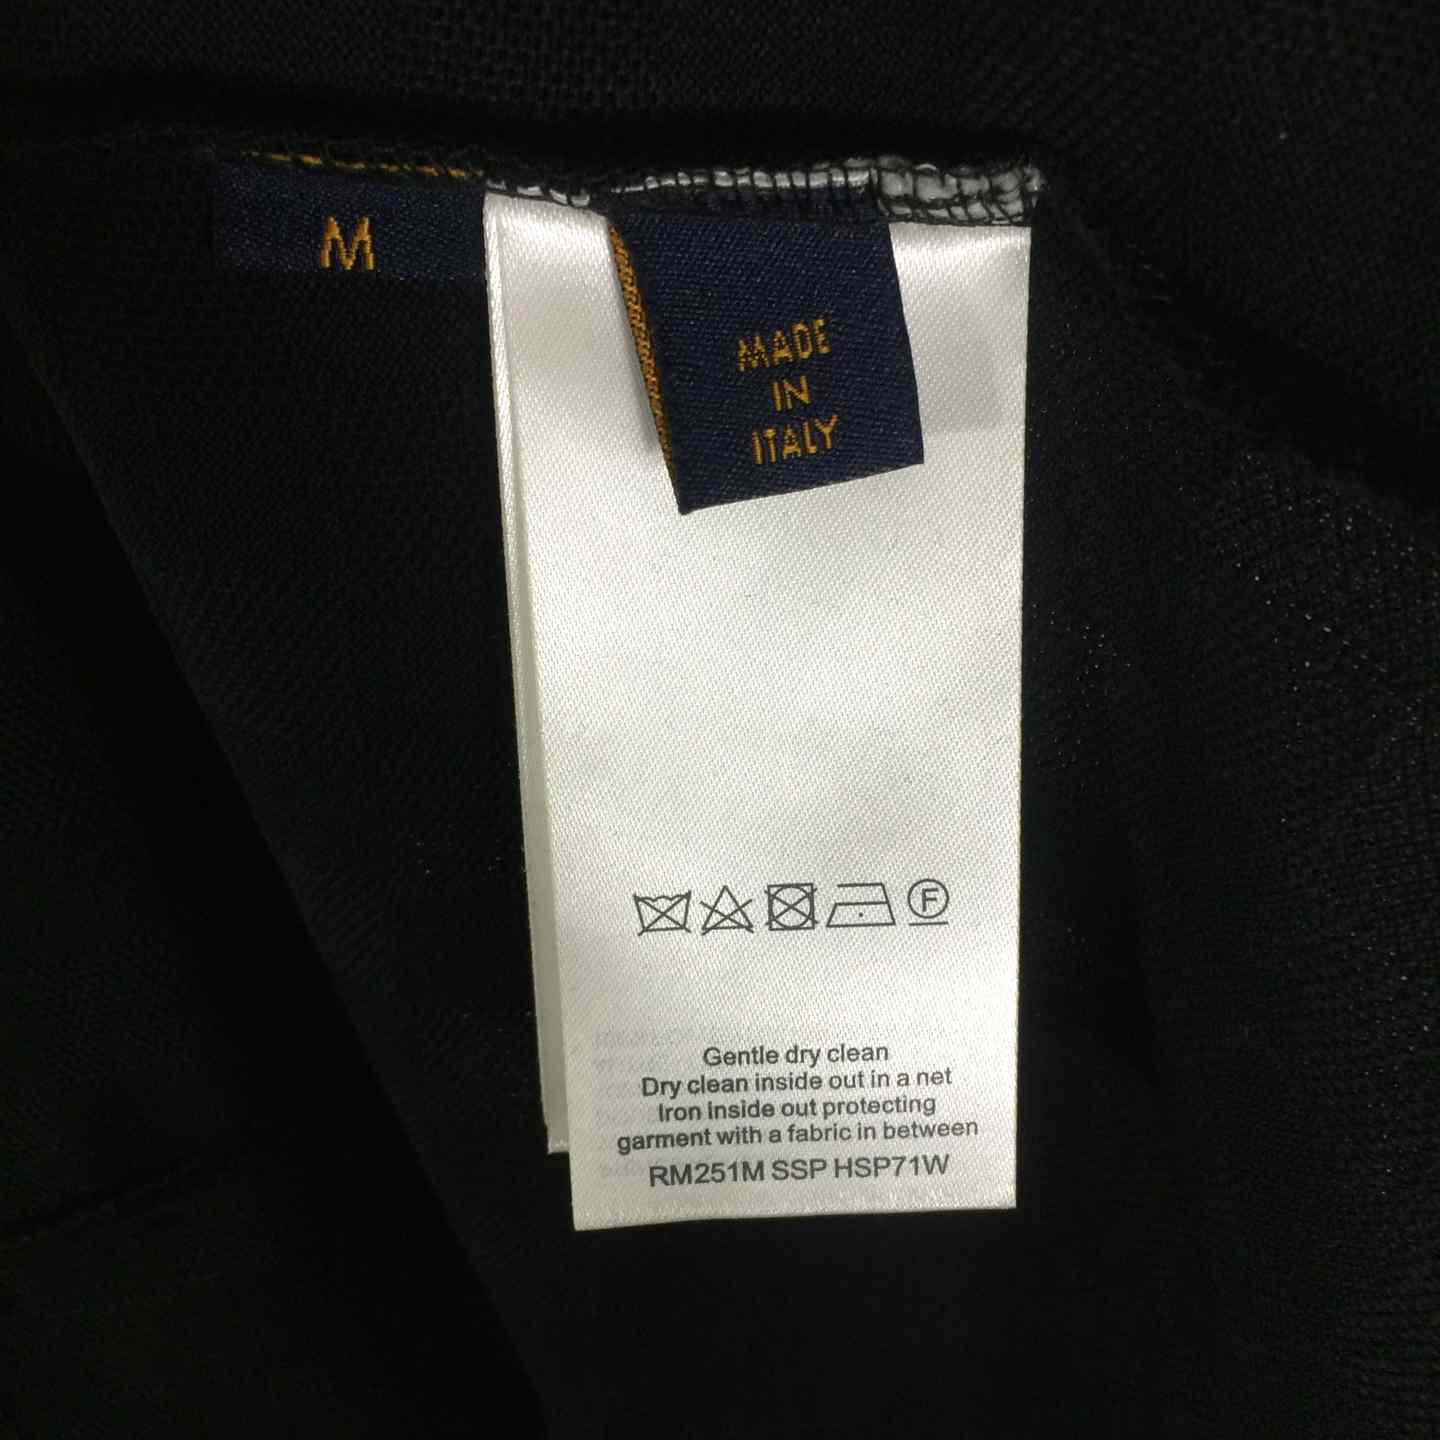 M
MADE
IN
ITALY
F
Gentle dry clean
Dry clean inside out in a net
Iron inside out protecting
garment with a fabric in between
RM251M SSP HSP71W